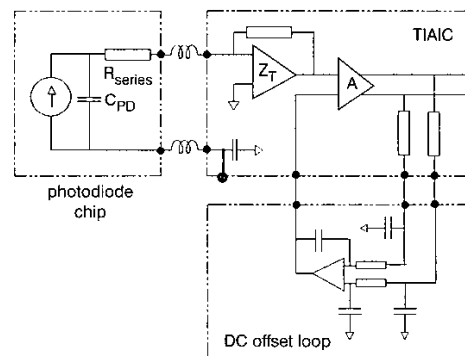 TIAIC
R_series
C_PD
Z_T
A
photodiode
chip
DC offset loop